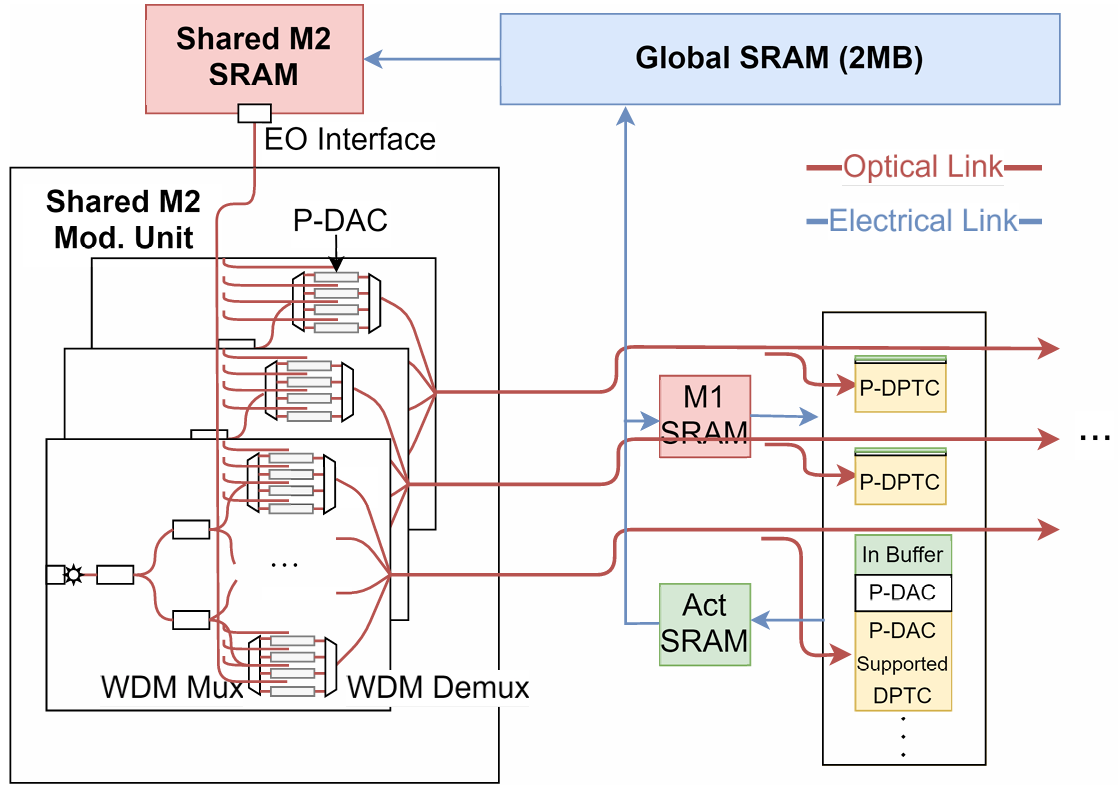 Shared M2
SRAM
Global SRAM (2MB)
EO Interface
Optical Link
Electrical Link
Shared M2
Mod. Unit
P-DAC
M1
SRAM
P-DPTC
P-DPTC
...
In Buffer
P-DAC
P-DAC
Supported
DPTC
...
Act
SRAM
...
WDM Mux
WDM Demux